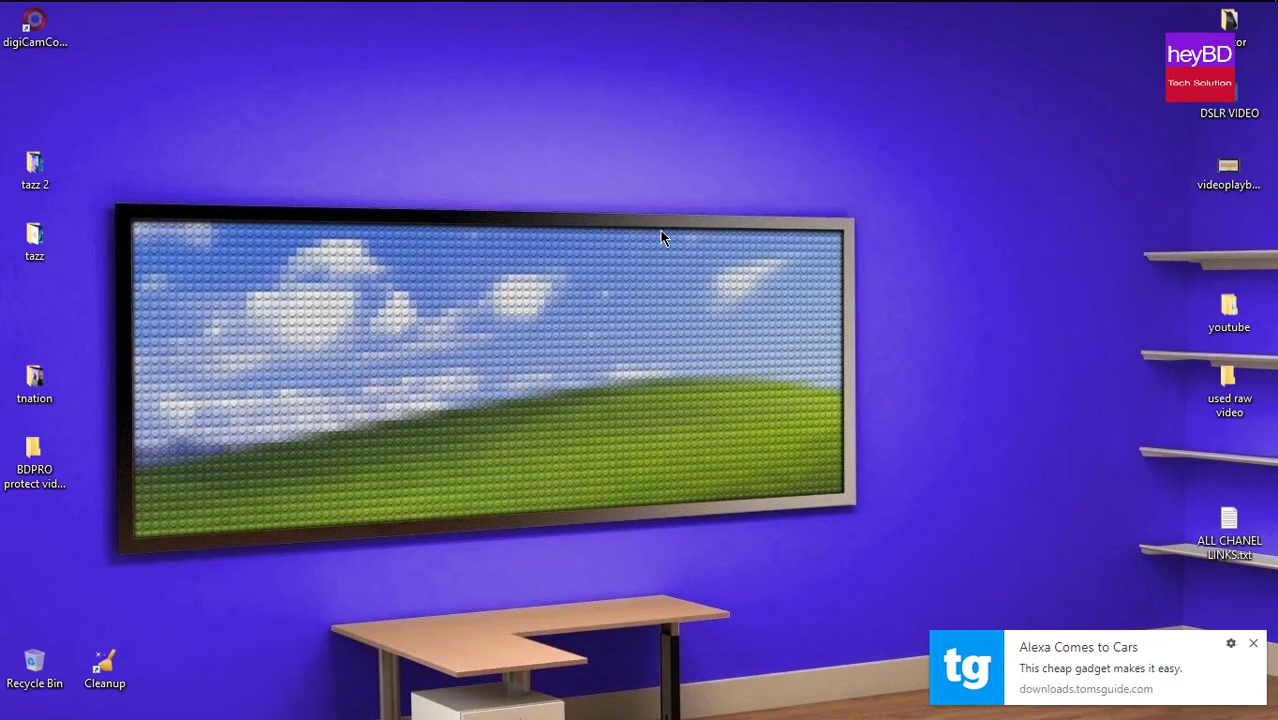 digiCamCo...
tor
heyBD
Tech Solution
DSLR VIDEO
tazz 2
videoplayb...
tazz
youtube
tnation
used raw
video
BDPRO
protect vid...
ALL CHANEL
LINKS.txt
Recycle Bin
Cleanup
tg
Alexa Comes to Cars
This cheap gadget makes it easy.
downloads.tomsguide.com